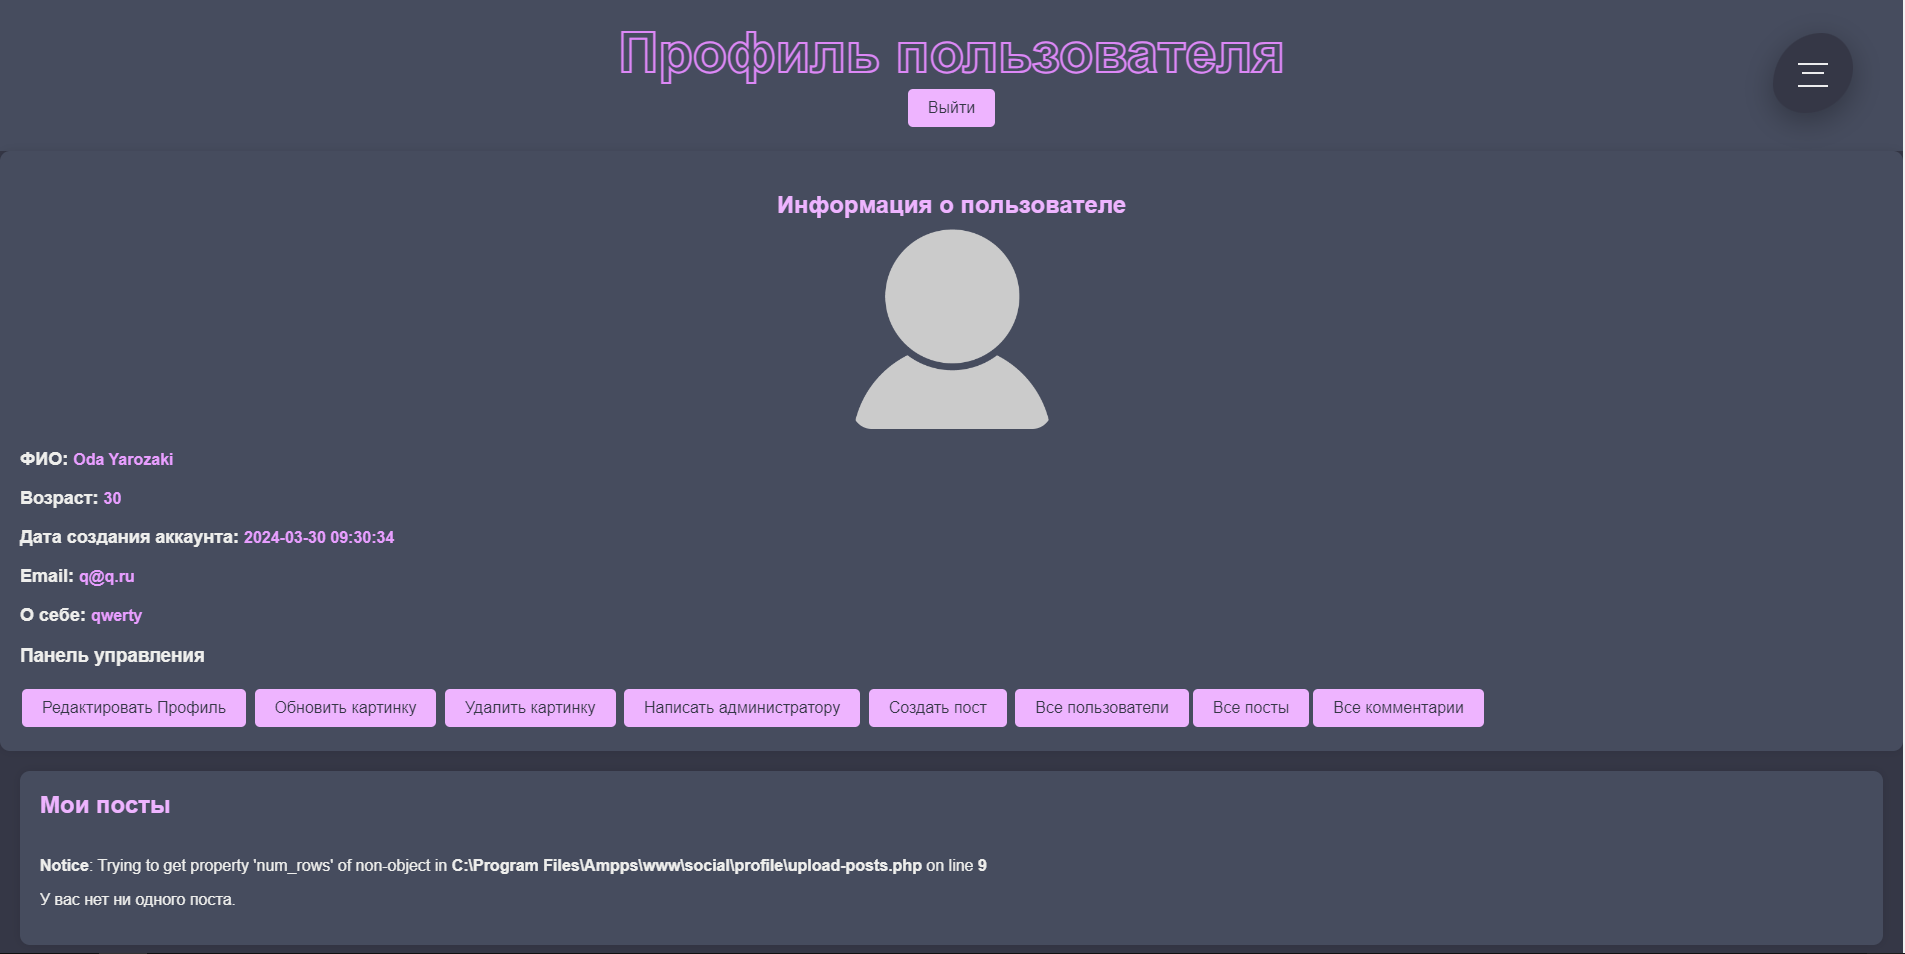 Профиль пользователя
Выйти
Информация о пользователе
ФИО: Oda Yarozaki
Возраст: 30
Дата создания аккаунта: 2024-03-30 09:30:34
Email: q@q.ru
О себе: qwerty
Панель управления
Редактировать Профиль Обновить картинку Удалить картинку Написать администратору Создать пост Все пользователи Все посты Все комментарии
Мои посты
Notice: Trying to get property 'num_rows' of non-object in C:\Program Files\Ampps\www\social\profile\upload-posts.php on line 9
У вас нет ни одного поста.